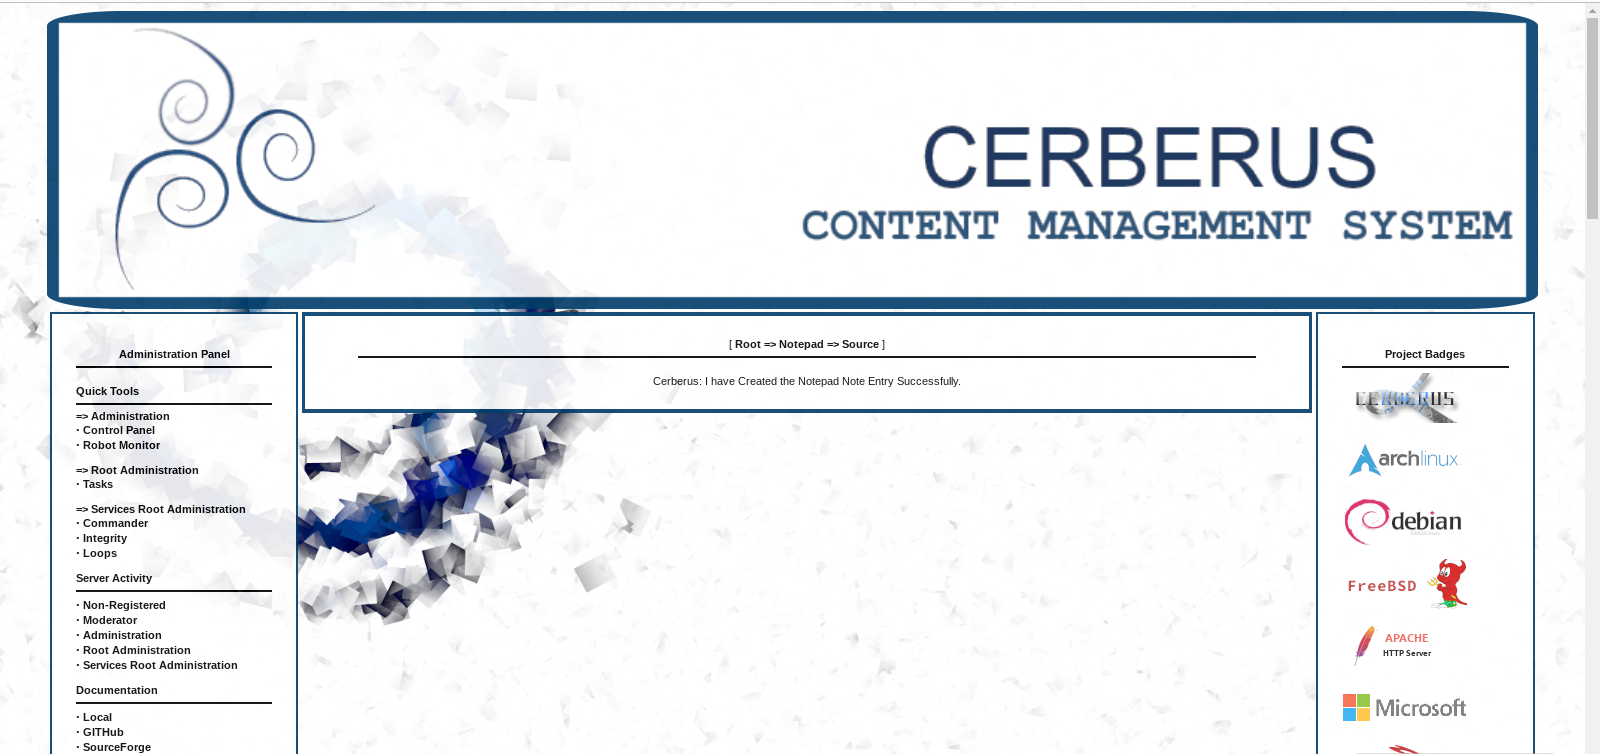 CERBERUS
CONTENT MANAGEMENT SYSTEM
Administration Panel
Quick Tools
=> Administration
· Control Panel
· Robot Monitor
=> Root Administration
· Tasks
=> Services Root Administration
· Commander
· Integrity
· Loops
Server Activity
· Non-Registered
· Moderator
· Administration
· Root Administration
· Services Root Administration
Documentation
· Local
· GITHub
· SourceForge
[ Root => Notepad => Source ]
Cerberus: I have Created the Notepad Note Entry Successfully.
Project Badges
CERBERUS
archlinux
debian
FreeBSD
APACHE
HTTP Server
Microsoft